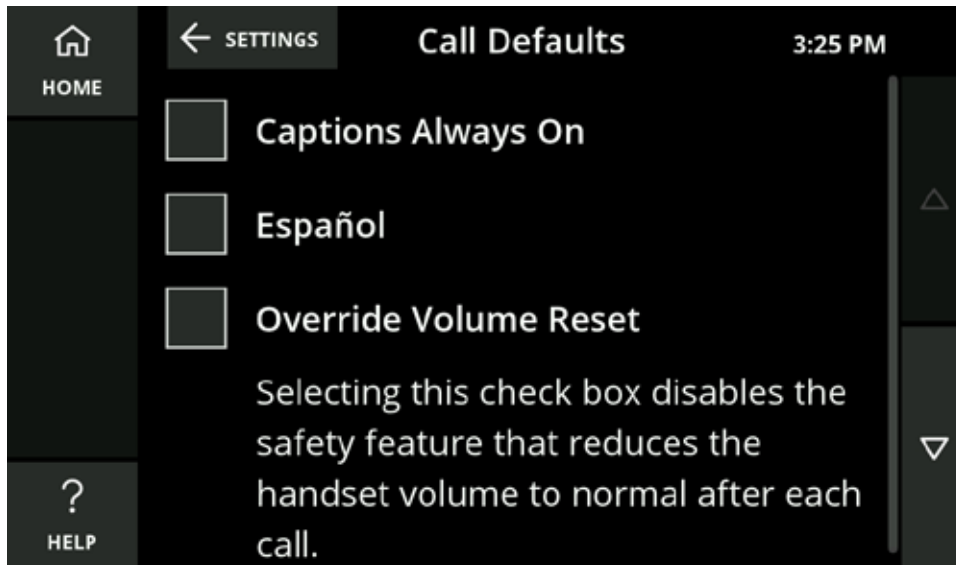 HOME
SETTINGS
Call Defaults
3:25 PM
Captions Always On
Español
Override Volume Reset
Selecting this check box disables the
safety feature that reduces the
handset volume to normal after each
call.
?
HELP